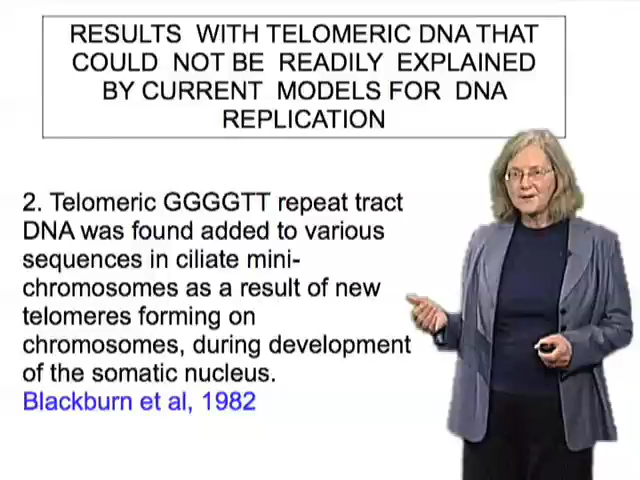 RESULTS WITH TELOMERIC DNA THAT
COULD NOT BE READILY EXPLAINED
BY CURRENT MODELS FOR DNA
REPLICATION
2. Telomeric GGGGTT repeat tract
DNA was found added to various
sequences in ciliate mini-
chromosomes as a result of new
telomeres forming on
chromosomes, during development
of the somatic nucleus.
Blackburn et al, 1982